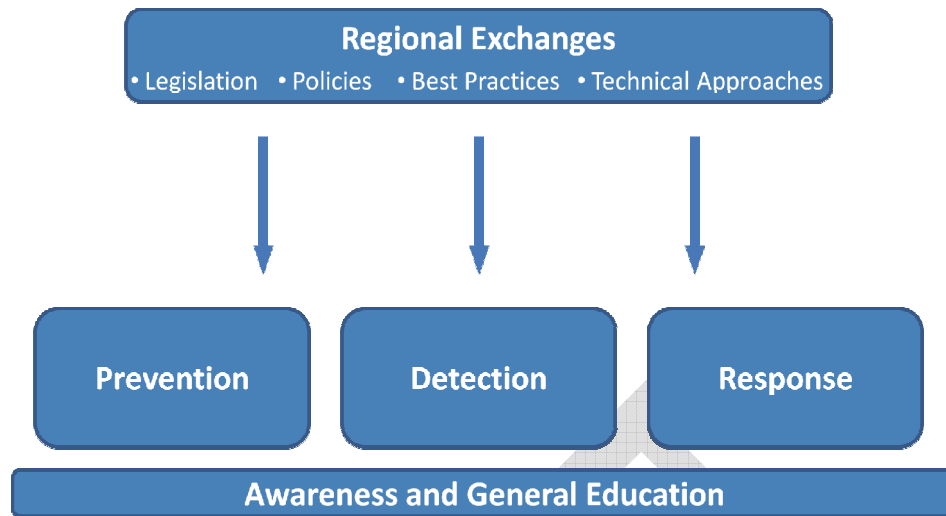 Regional Exchanges
• Legislation • Policies • Best Practices • Technical Approaches
Prevention
Detection
Response
Awareness and General Education